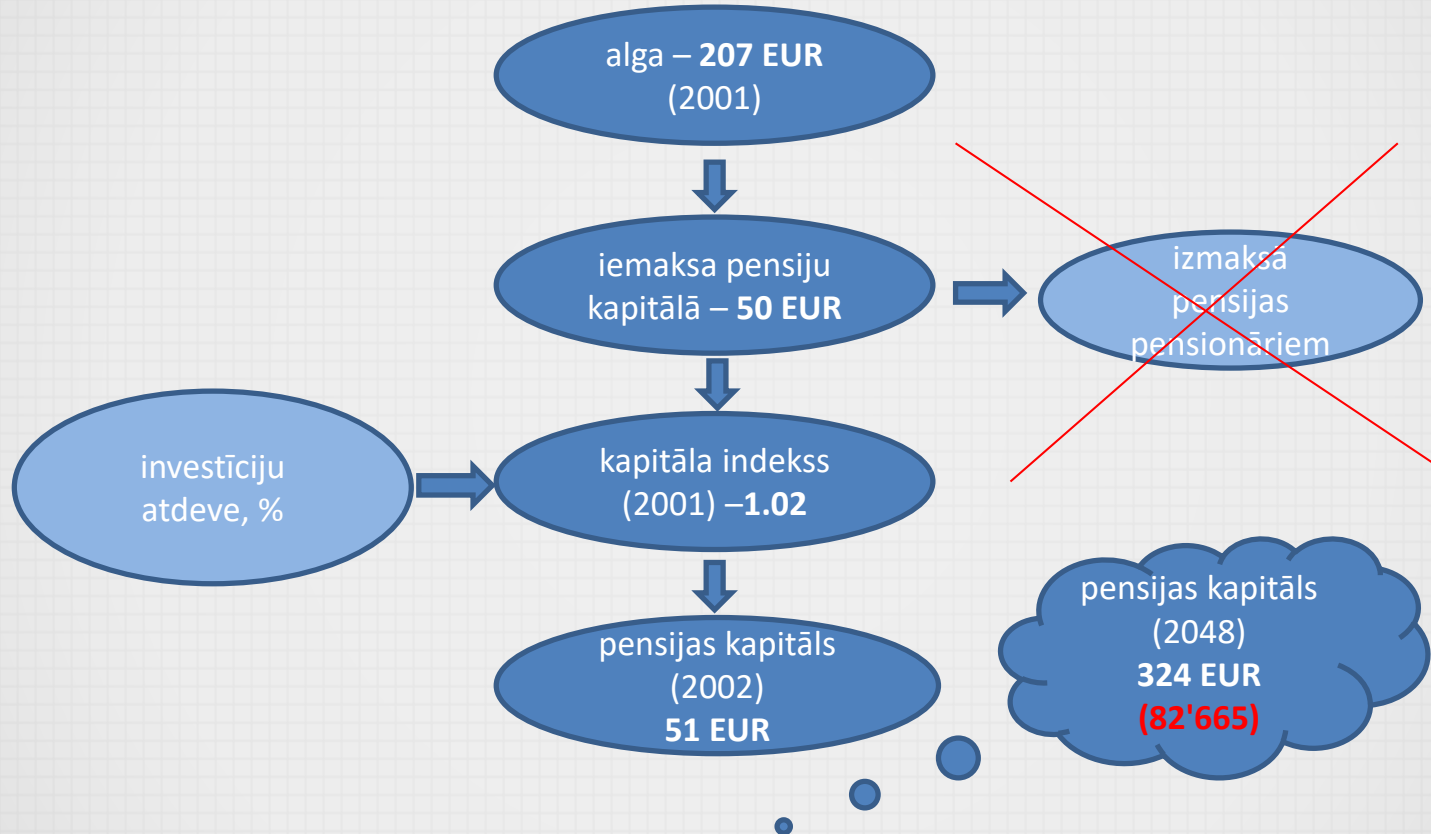 alga – 207 EUR
(2001)
iemaksa pensiju
kapitālā – 50 EUR
izmaksā
pensijas
pensionāriem
investīciju
atdeve, %
kapitāla indekss
(2001) –1.02
pensijas kapitāls
(2002)
51 EUR
pensijas kapitāls
(2048)
324 EUR
(82'665)